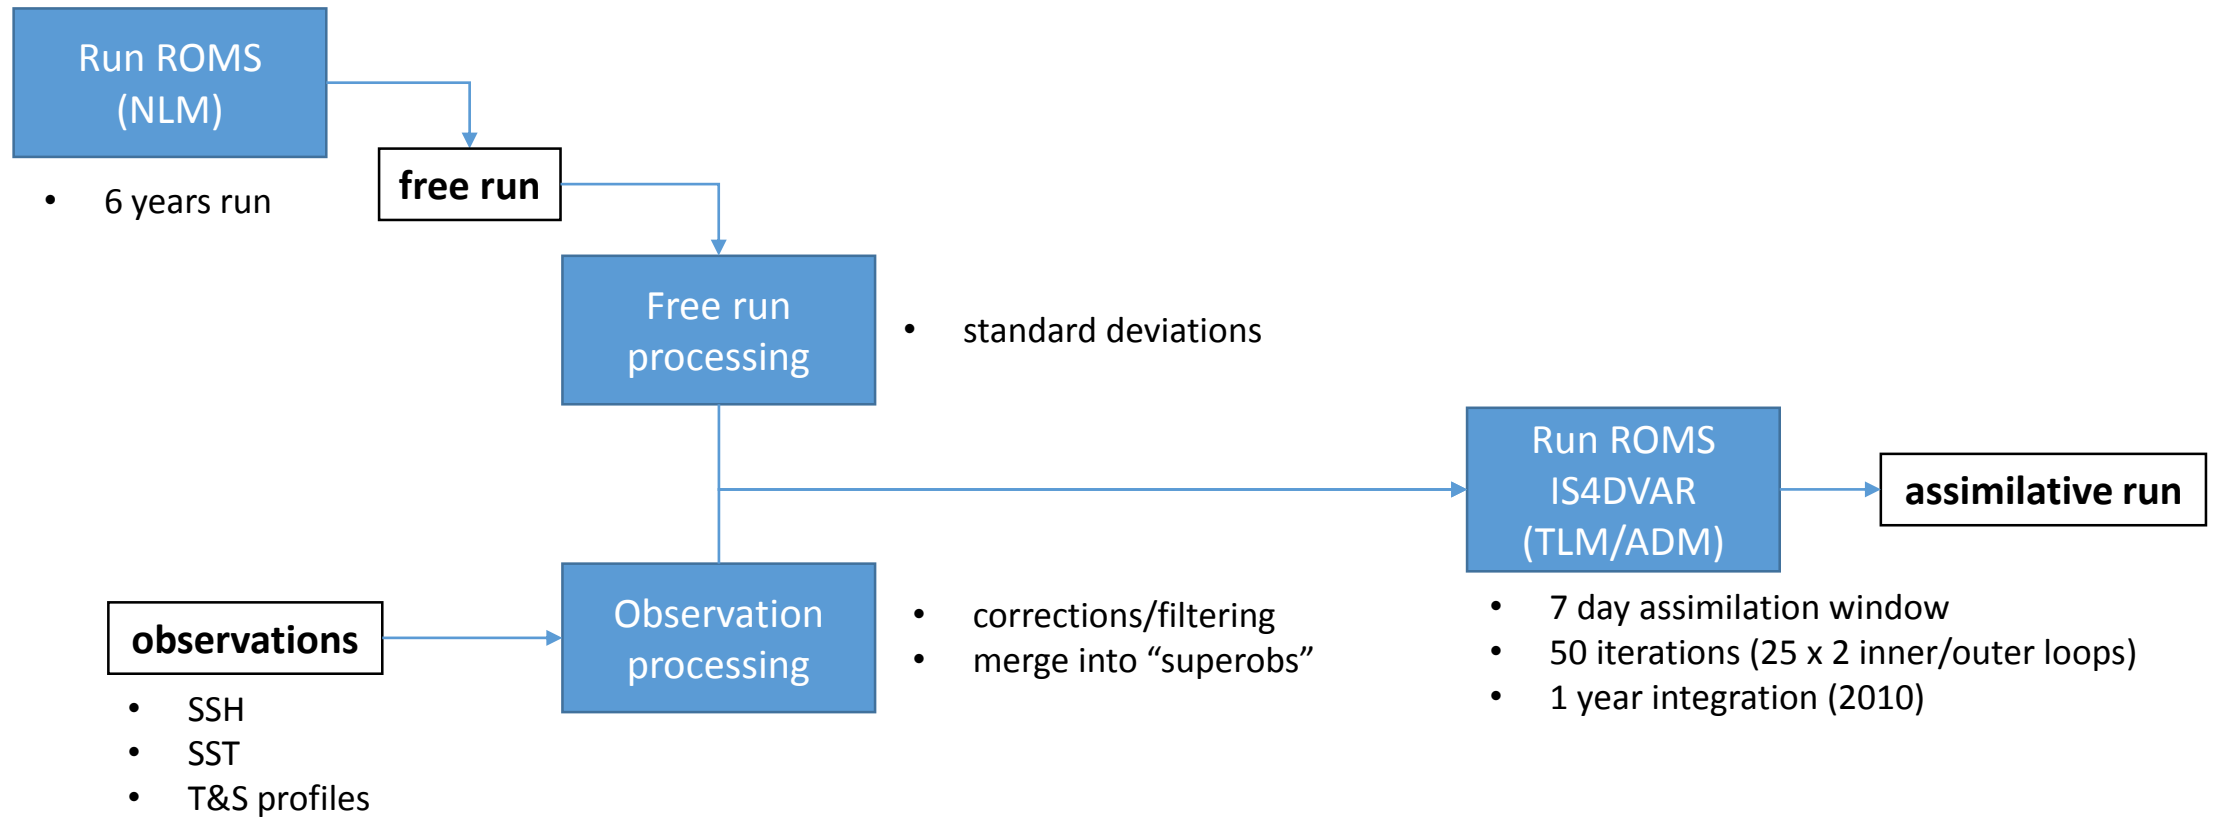 Run ROMS
(NLM)
• 6 years run
free run
Free run
processing
• standard deviations
Run ROMS
IS4DVAR
(TLM/ADM)
assimilative run
observations
Observation
processing
• corrections/filtering
• merge into “superobs”
• 7 day assimilation window
• 50 iterations (25 x 2 inner/outer loops)
• 1 year integration (2010)
• SSH
• SST
• T&S profiles